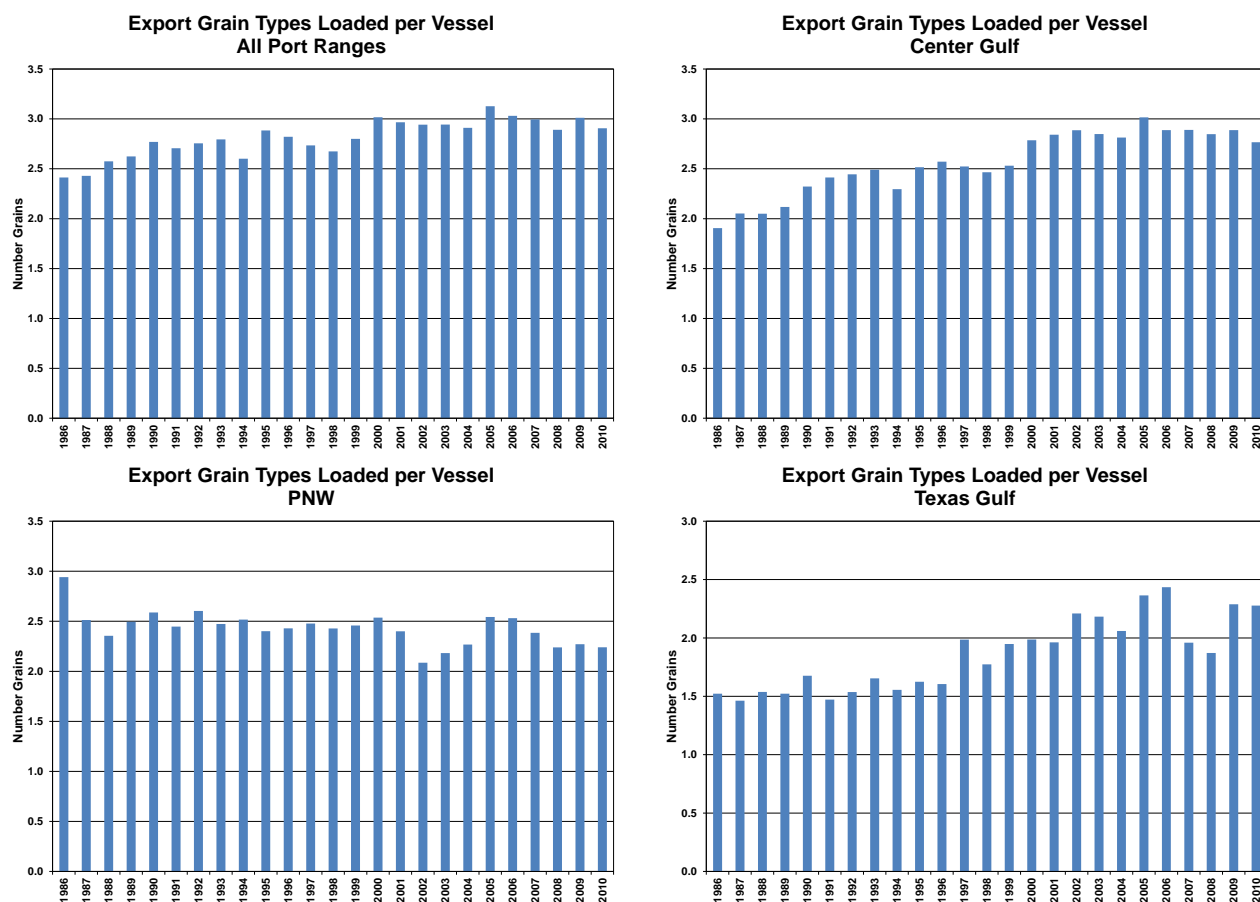 Export Grain Types Loaded per Vessel
All Port Ranges
Number Grains
3.5
3.0
2.5
2.0
1.5
1.0
0.5
0.0
1986 1987 1988 1989 1990 1991 1992 1993 1994 1995 1996 1997 1998 1999 2000 2001 2002 2003 2004 2005 2006 2007 2008 2009 2010
Export Grain Types Loaded per Vessel
Center Gulf
Number Grains
3.5
3.0
2.5
2.0
1.5
1.0
0.5
0.0
1986 1987 1988 1989 1990 1991 1992 1993 1994 1995 1996 1997 1998 1999 2000 2001 2002 2003 2004 2005 2006 2007 2008 2009 2010
Export Grain Types Loaded per Vessel
PNW
Number Grains
3.5
3.0
2.5
2.0
1.5
1.0
0.5
0.0
1986 1987 1988 1989 1990 1991 1992 1993 1994 1995 1996 1997 1998 1999 2000 2001 2002 2003 2004 2005 2006 2007 2008 2009 2010
Export Grain Types Loaded per Vessel
Texas Gulf
Number Grains
3.0
2.5
2.0
1.5
1.0
0.5
0.0
1986 1987 1988 1989 1990 1991 1992 1993 1994 1995 1996 1997 1998 1999 2000 2001 2002 2003 2004 2005 2006 2007 2008 2009 2010